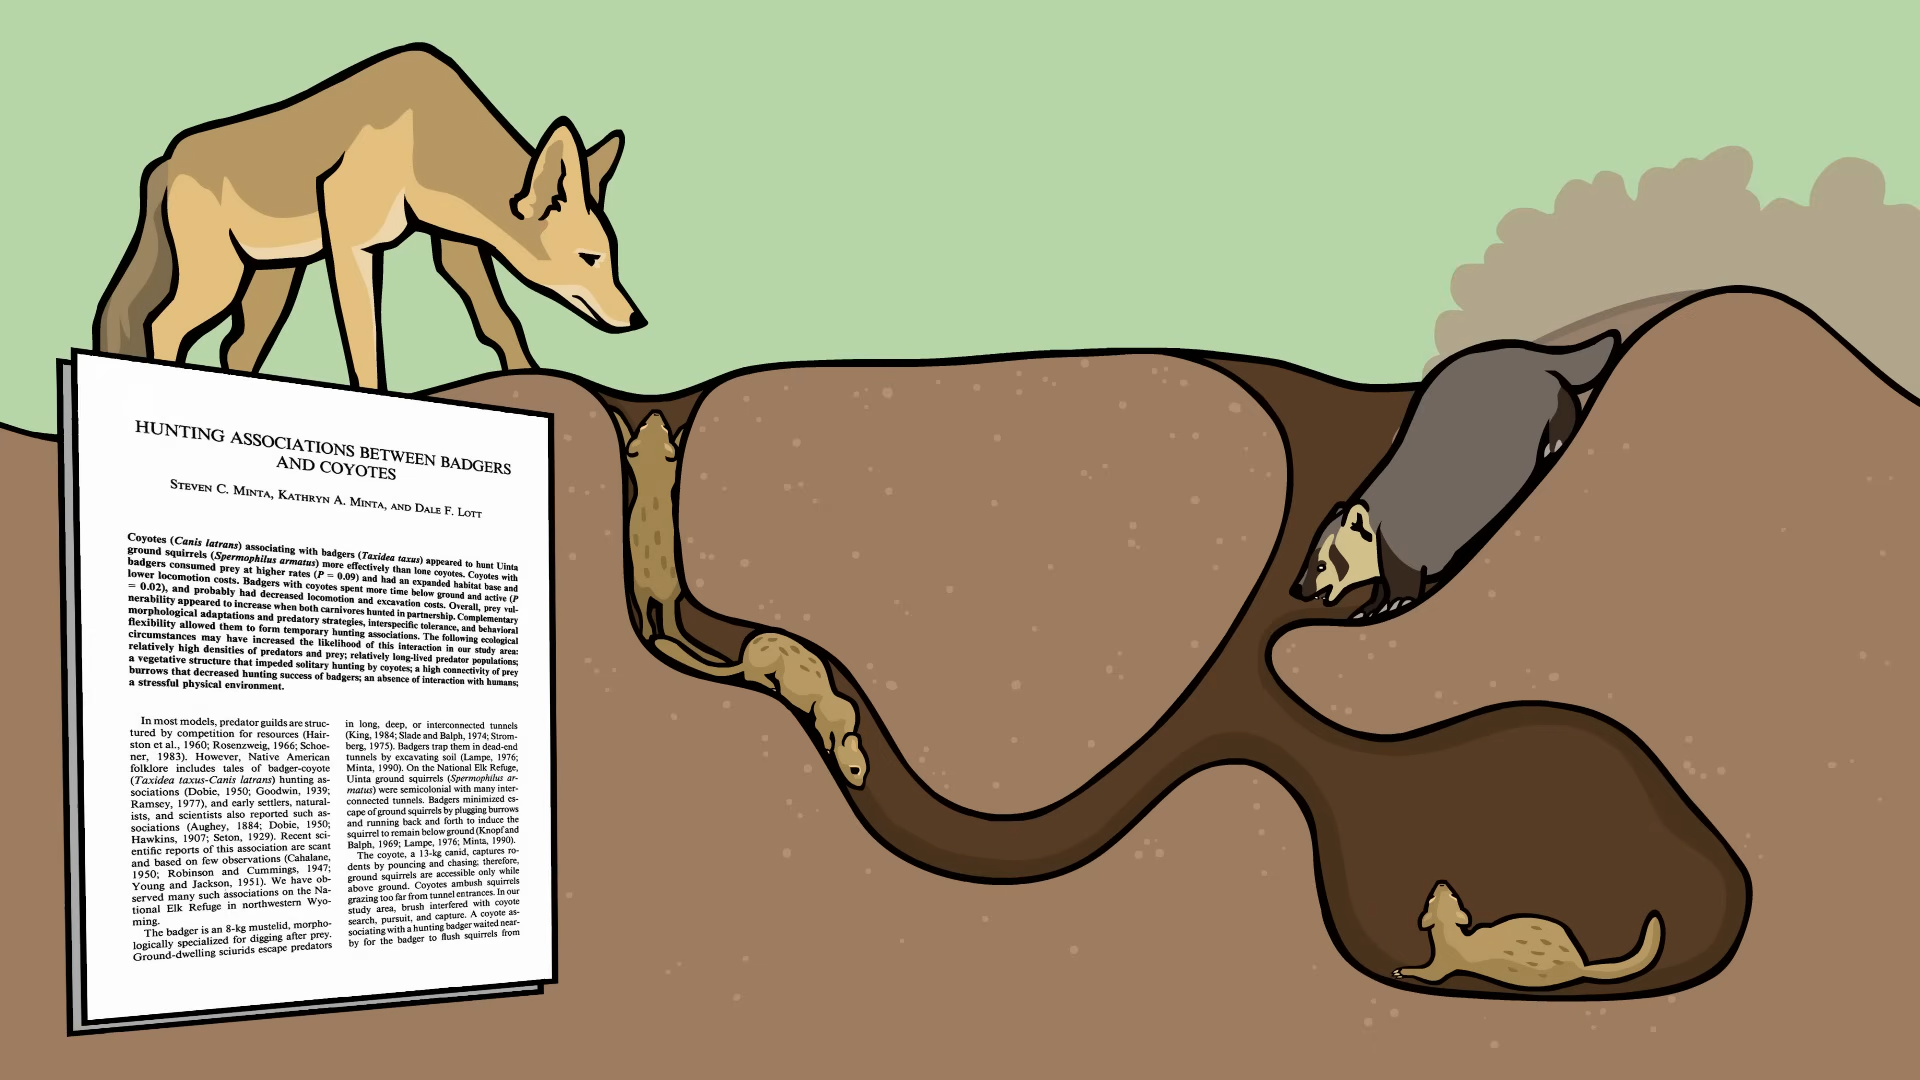 HUNTING ASSOCIATIONS BETWEEN BADGERS
AND COYOTES
STEVEN C. MINTA, KATHRYN A. MINTA, AND DALE F. LOTT
Coyotes (Canis latrans) associating with badgers (Taxidea taxus) appeared to hunt Uinta
ground squirrels (Spermophilus armatus) more effectively than lone coyotes. Coyotes with
badgers consumed prey at higher rates (P = 0.09) and had an expanded habitat base and
lower locomotion costs. Badgers with coyotes spent more time below ground and active (P
= 0.02), and probably had decreased locomotion and excavation costs. Overall, prey vul-
nerability appeared to increase when both carnivores hunted in partnership. Complementary
morphological adaptations and predatory strategies, interspecific tolerance, and behavioral
flexibility allowed them to form temporary hunting associations. The following ecological
circumstances may have increased the likelihood of this interaction in our study area:
relatively high densities of predators and prey; relatively long-lived predator populations;
a vegetative structure that impeded solitary hunting by coyotes; a high connectivity of prey
burrows that decreased hunting success of badgers; an absence of interaction with humans;
a stressful physical environment.
In most models, predator guilds are struc-
tured by competition for resources (Hair-
ston et al., 1960; Rosenzweig, 1966; Schoe-
ner, 1983). However, Native American
folklore includes tales of badger-coyote
(Taxidea taxus-Canis latrans) hunting as-
sociations (Dobie, 1950; Goodwin, 1939;
Ramsey, 1977), and early settlers, natural-
ists, and scientists also reported such as-
sociations (Aughey, 1884; Dobie, 1950;
Hawkins, 1907; Seton, 1929). Recent sci-
entific reports of this association are scant
and based on few observations (Cahalane,
1950; Robinson and Cummings, 1947;
Young and Jackson, 1951). We have ob-
served many such associations on the Na-
tional Elk Refuge in northwestern Wyo-
ming.
The badger is an 8-kg mustelid, morpho-
logically specialized for digging after prey.
Ground-dwelling sciurids escape predators
in long, deep, or interconnected tunnels
(King, 1984; Slade and Balph, 1974; Strom-
berg, 1975). Badgers trap them in dead-end
tunnels by excavating soil (Lampe, 1976;
Minta, 1990). On the National Elk Refuge,
Uinta ground squirrels (Spermophilus ar-
matus) were semicolonial with many inter-
connected tunnels. Badgers minimized es-
cape of ground squirrels by plugging burrows
and running back and forth to induce the
squirrel to remain below ground (Knopf and
Balph, 1969; Lampe, 1976; Minta, 1990).
The coyote, a 13-kg canid, captures ro-
dents by pouncing and chasing; therefore,
ground squirrels are accessible only while
above ground. Coyotes ambush squirrels
grazing too far from tunnel entrances. In our
study area, brush interfered with coyote
search, pursuit, and capture. A coyote as-
sociating with a hunting badger waited near-
by for the badger to flush squirrels from